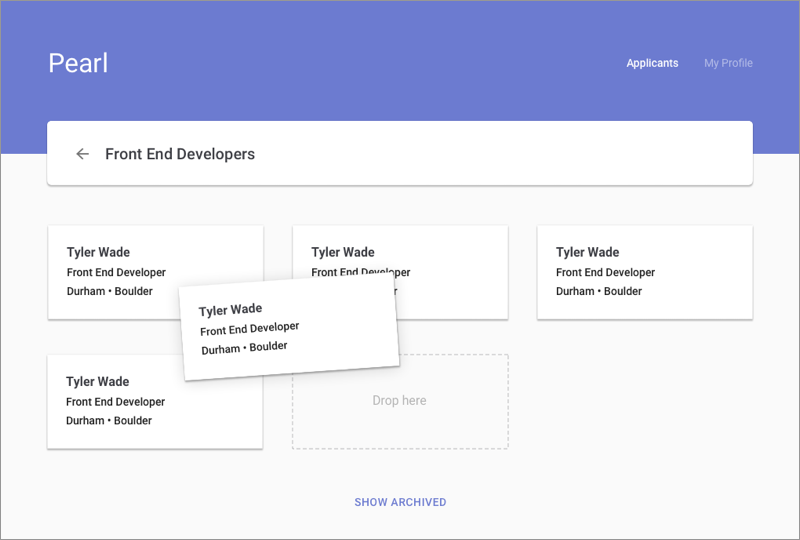 Pearl
Applicants
My Profile
Front End Developers
Tyler Wade
Front End Developer
Durham • Boulder
Tyler Wade
Front End Developer
Tyler Wade
Front End Developer
Durham • Boulder
Tyler Wade
Front End Developer
Durham • Boulder
Tyler Wade
Front End Developer
Durham • Boulder
Drop here
SHOW ARCHIVED